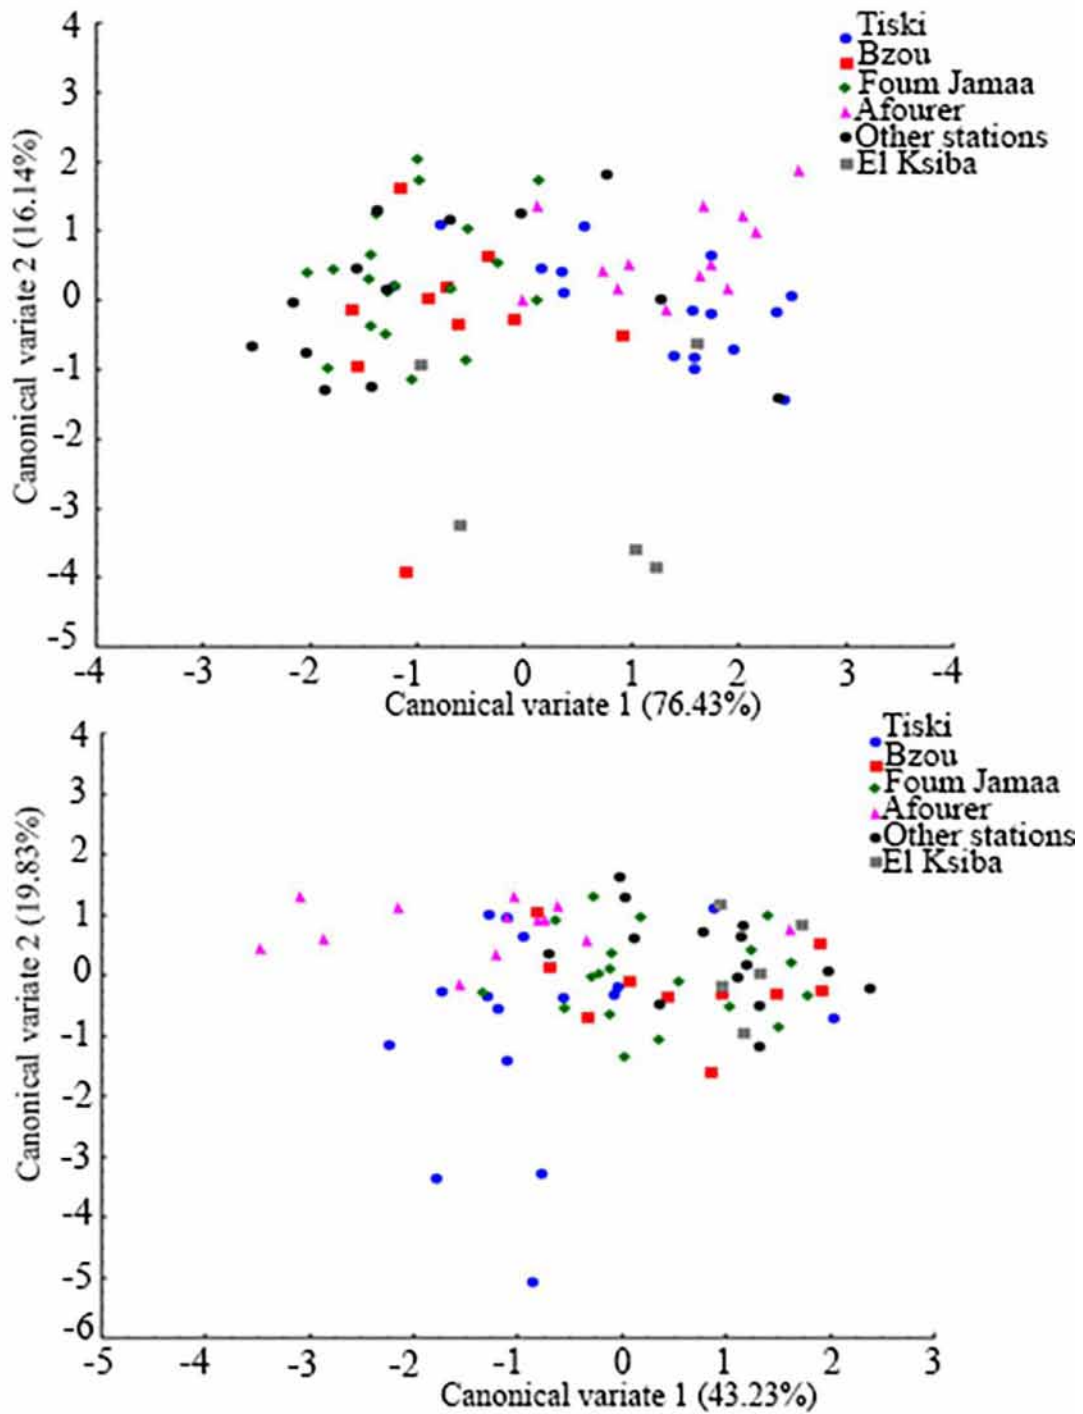 4
3
2
1
0
-1
-2
-3
-4
-5
Canonical variate 2 (16.14%)
Tiski
Bzou
Foum Jamaa
Afourer
Other stations
El Ksiba
-4 -3 -2 -1 0 1 2 3 -4
Canonical variate 1 (76.43%)
4
3
2
1
0
-1
-2
-3
-4
-5
-6
Canonical variate 2 (19.83%)
Tiski
Bzou
Foum Jamaa
Afourer
Other stations
El Ksiba
-5 -4 -3 -2 -1 0 1 2 3
Canonical variate 1 (43.23%)